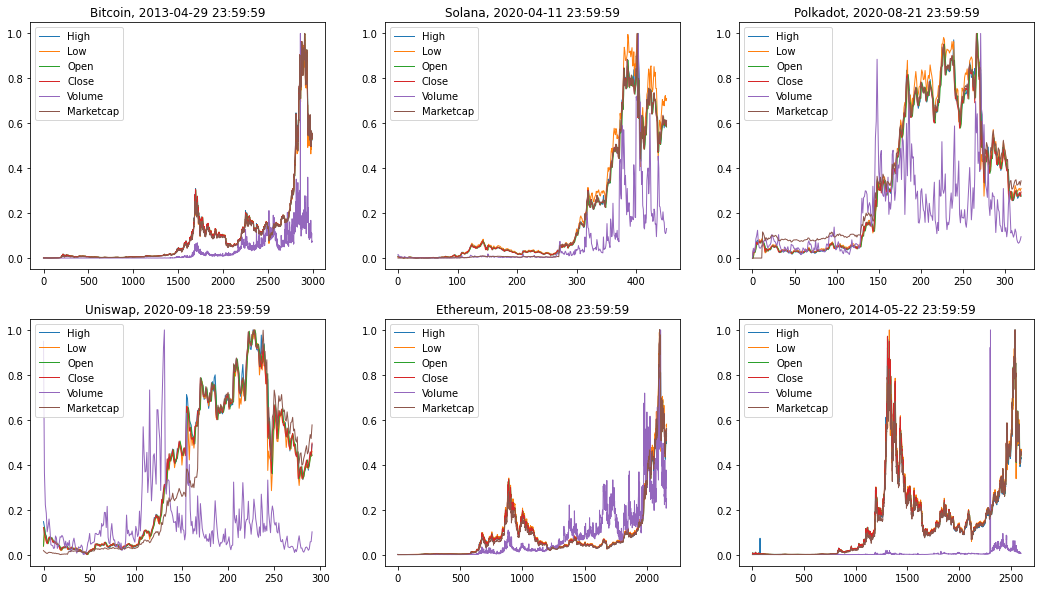 Bitcoin, 2013-04-29 23:59:59
High
Low
Open
Close
Volume
Marketcap
1.0
0.8
0.6
0.4
0.2
0.0
0 500 1000 1500 2000 2500 3000
Solana, 2020-04-11 23:59:59
High
Low
Open
Close
Volume
Marketcap
1.0
0.8
0.6
0.4
0.2
0.0
0 100 200 300 400
Polkadot, 2020-08-21 23:59:59
High
Low
Open
Close
Volume
Marketcap
1.0
0.8
0.6
0.4
0.2
0.0
0 50 100 150 200 250 300
Uniswap, 2020-09-18 23:59:59
High
Low
Open
Close
Volume
Marketcap
1.0
0.8
0.6
0.4
0.2
0.0
0 50 100 150 200 250 300
Ethereum, 2015-08-08 23:59:59
High
Low
Open
Close
Volume
Marketcap
1.0
0.8
0.6
0.4
0.2
0.0
0 500 1000 1500 2000
Monero, 2014-05-22 23:59:59
High
Low
Open
Close
Volume
Marketcap
1.0
0.8
0.6
0.4
0.2
0.0
0 500 1000 1500 2000 2500